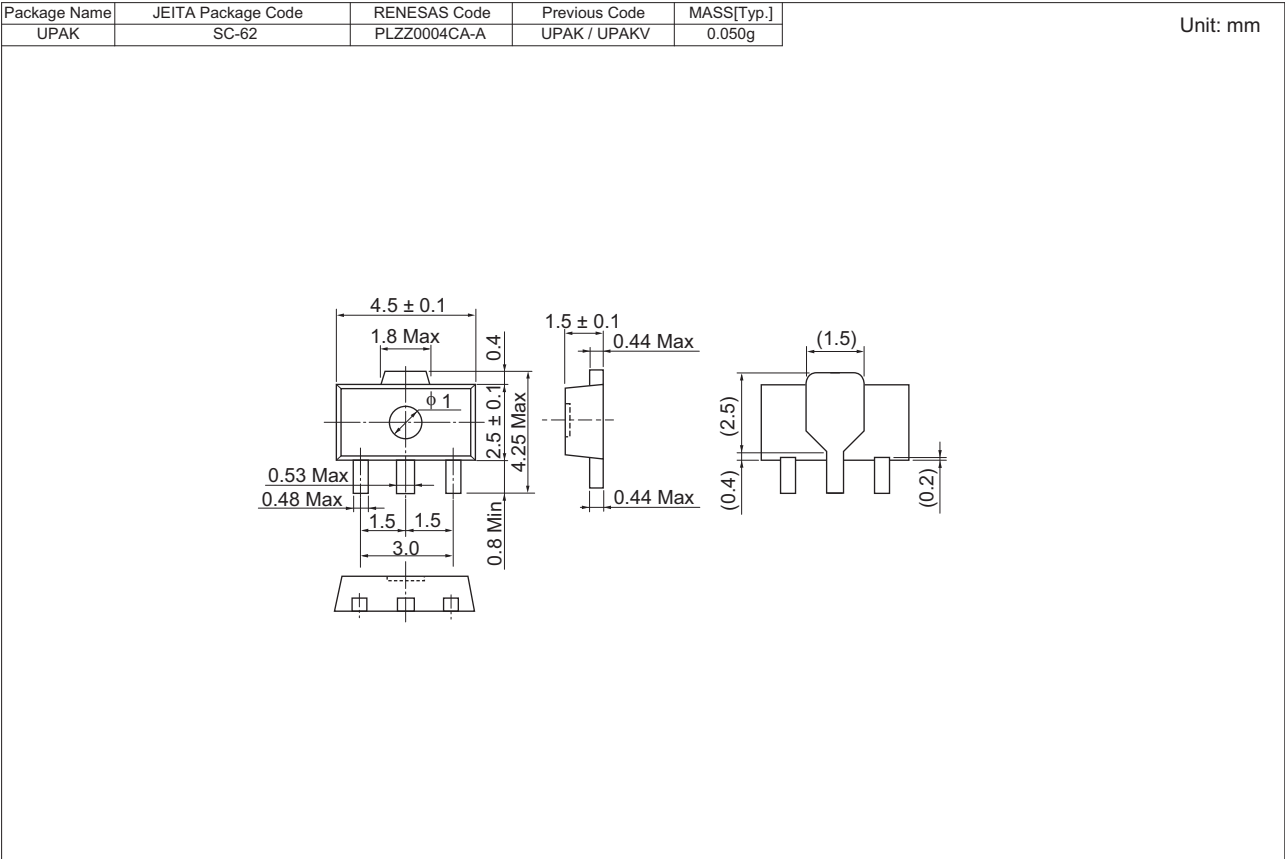 Package Name JEITA Package Code RENESAS Code Previous Code MASS[Typ.]
UPAK SC-62 PLZZ0004CA-A UPAK / UPAKV 0.050g
Unit: mm
4.5 ± 0.1
1.8 Max
0.4
ϕ 1
2.5 ± 0.1
4.25 Max
0.53 Max
0.48 Max
1.5 1.5
3.0
0.8 Min
1.5 ± 0.1
0.44 Max
0.44 Max
(1.5)
(2.5)
(0.4)
(0.2)